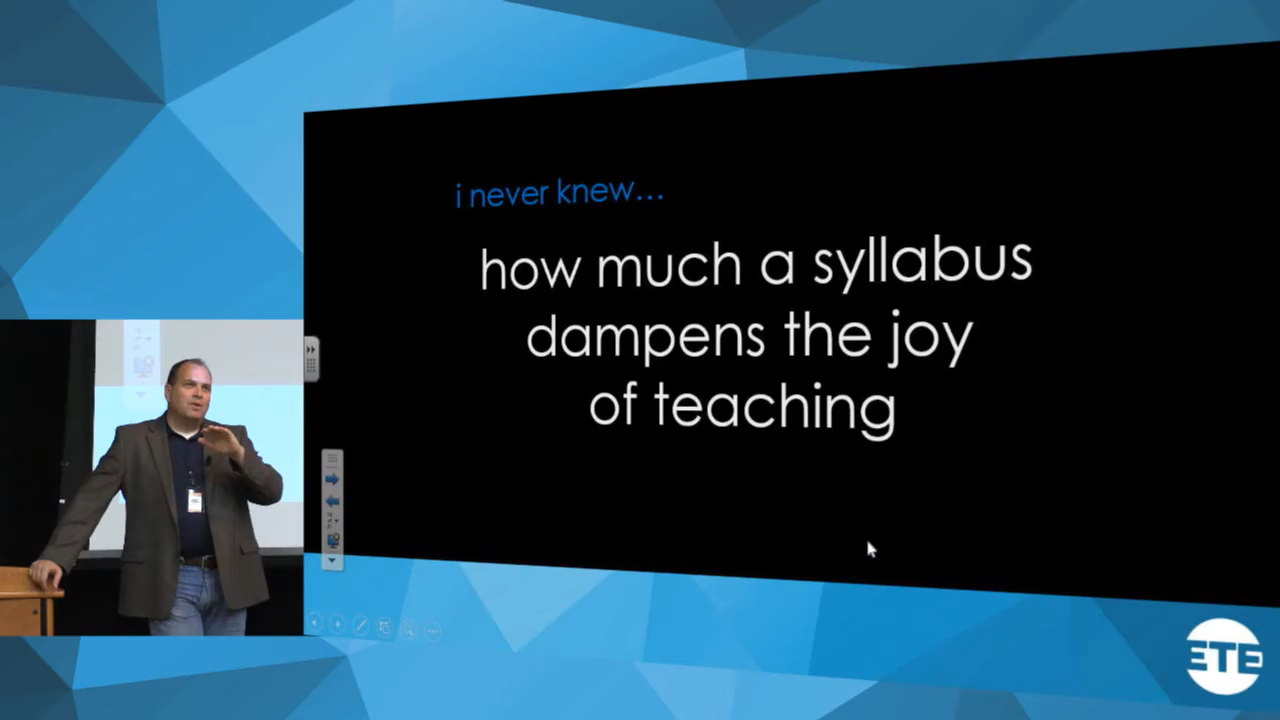 i never knew...
how much a syllabus
dampens the joy
of teaching
ETE